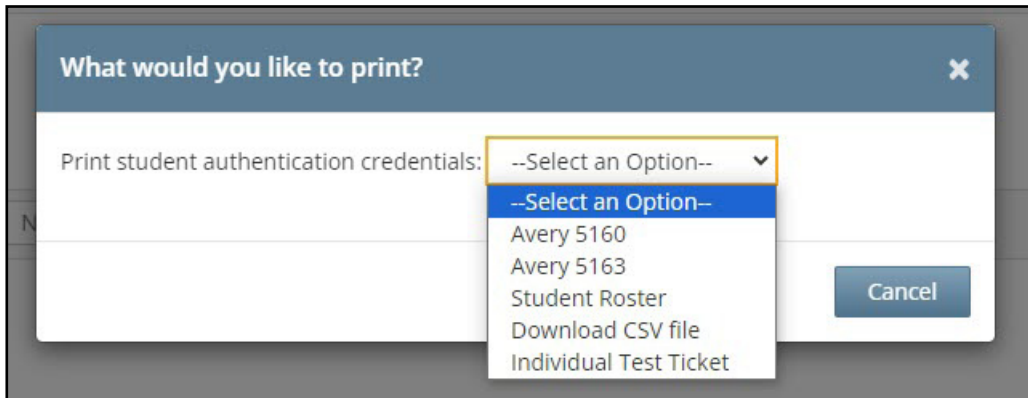 What would you like to print?
Print student authentication credentials: --Select an Option--
--Select an Option--
Avery 5160
Avery 5163
Student Roster
Download CSV file
Individual Test Ticket
Cancel